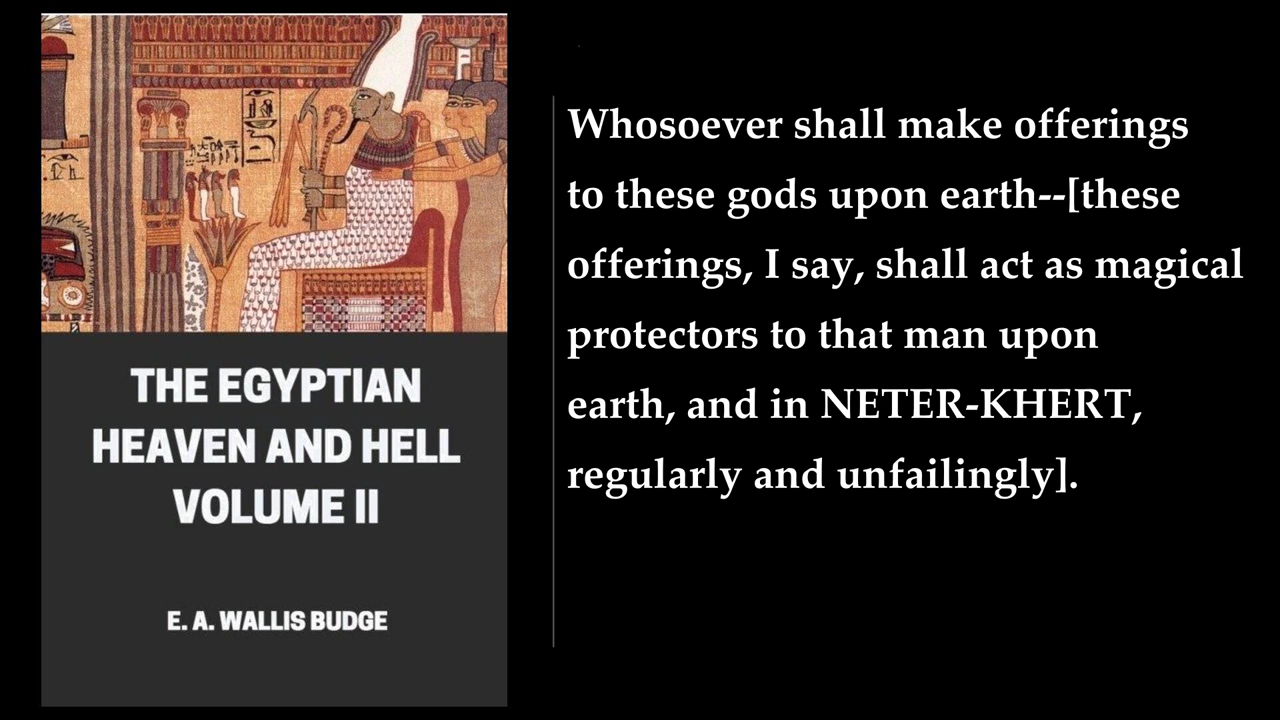 THE EGYPTIAN
HEAVEN AND HELL
VOLUME II
E. A. WALLIS BUDGE
Whosoever shall make offerings
to these gods upon earth--[these
offerings, I say, shall act as magical
protectors to that man upon
earth, and in NETER-KHERT,
regularly and unfailingly].